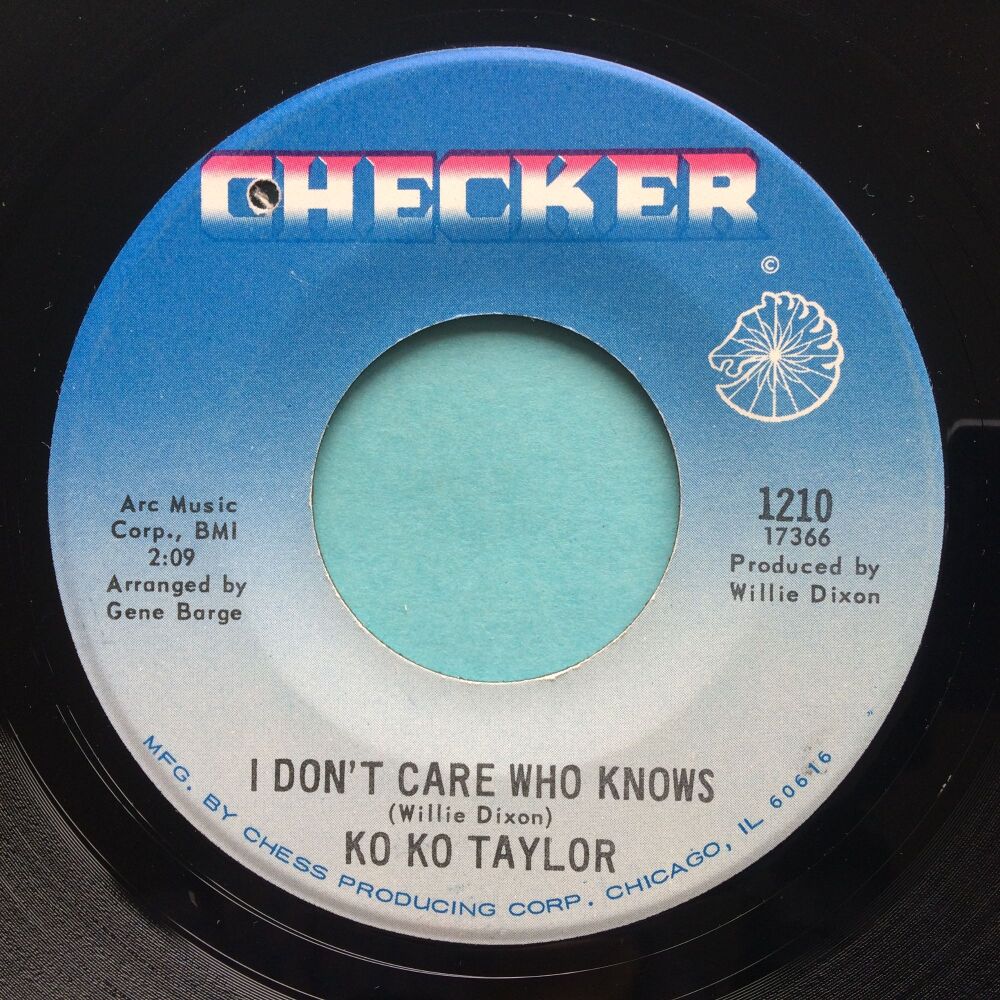 CHECKER
©
Arc Music
Corp., BMI
2:09
Arranged by
Gene Barge
1210
17366
Produced by
Willie Dixon
I DON'T CARE WHO KNOWS
(Willie Dixon)
KO KO TAYLOR
MFG. BY CHESS PRODUCING CORP. CHICAGO, IL 60616